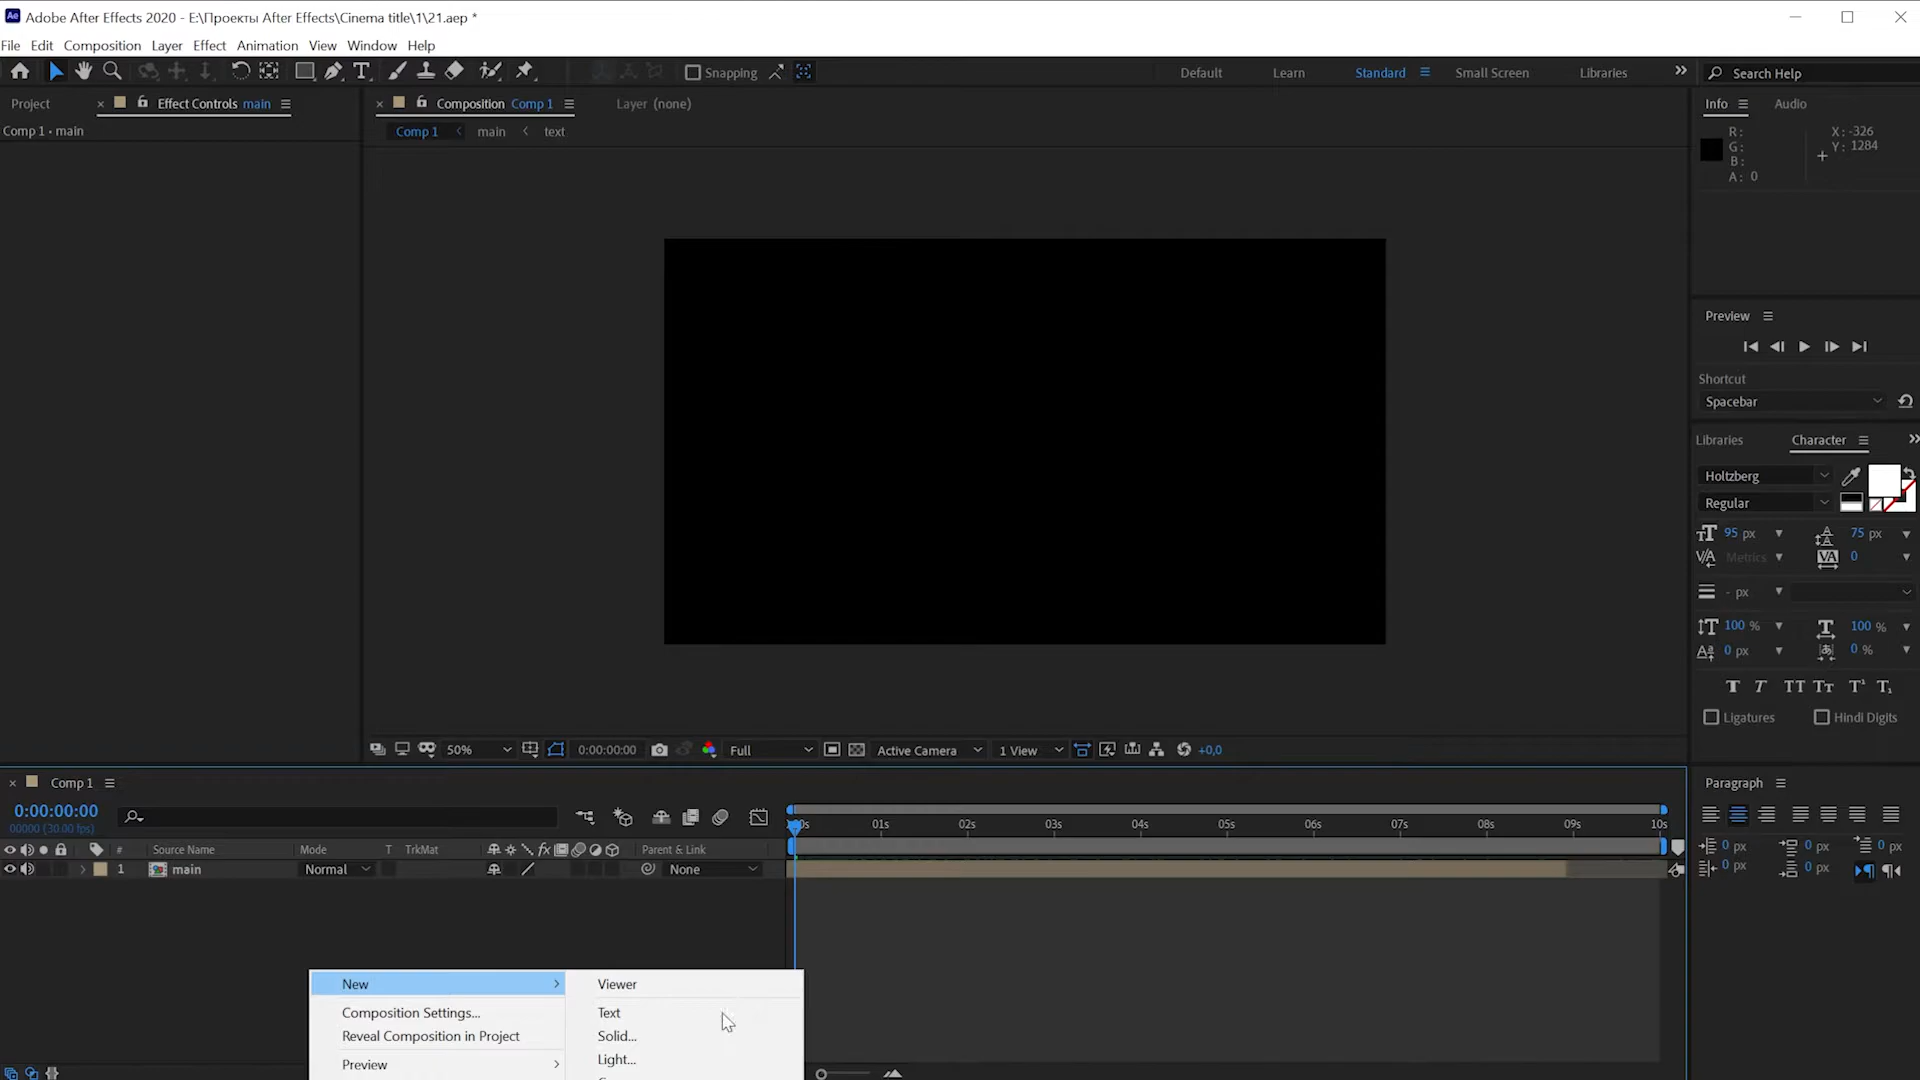 Adobe After Effects 2020 - E:\Проекты After Effects\Cinema title\1\21.aep *
File Edit Composition Layer Effect Animation View Window Help
Snapping Default Learn Standard Small Screen Libraries Search Help
Project Effect Controls main Composition Comp 1 Layer (none) Info Audio
Comp 1 • main Comp 1 main text
R: X: -326
G: Y: 1284
B:
A: 0
Preview
Shortcut
Spacebar
Libraries Character
Holtzberg
Regular
95 px 75 px
Metrics 0
- px
100 % 100 %
0 px 0 %
Ligatures Hindi Digits
50% 0:00:00:00 Full Active Camera 1 View +0,0
Comp 1 Paragraph
0:00:00:00
00000 (30.00 fps)
00s 01s 02s 03s 04s 05s 06s 07s 08s 09s 10s
# Source Name Mode T TrkMat Parent & Link
1 main Normal None
0 px 0 px 0 px
0 px 0 px
New Viewer
Composition Settings... Text
Reveal Composition in Project Solid...
Preview Light...